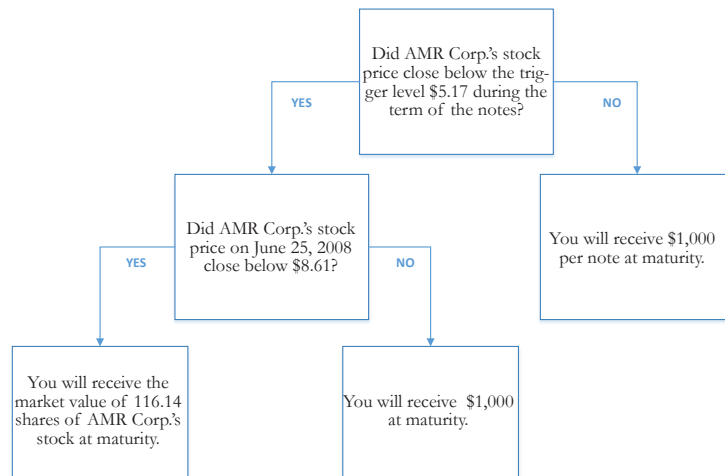 Did AMR Corp.'s stock
price close below the trig-
ger level $5.17 during the
term of the notes?
YES
NO
Did AMR Corp.'s stock
price on June 25, 2008
close below $8.61?
You will receive $1,000
per note at maturity.
YES
NO
You will receive the
market value of 116.14
shares of AMR Corp.'s
stock at maturity.
You will receive $1,000
at maturity.